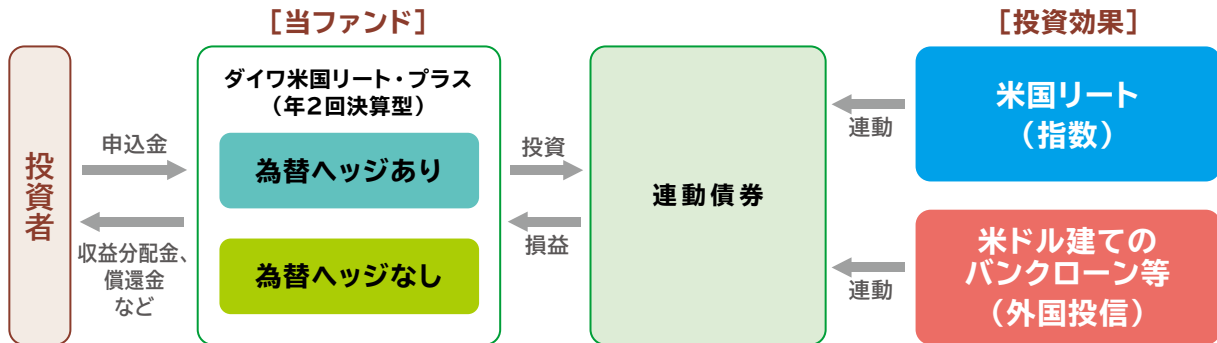 [当ファンド]
[投資効果]
投資者
申込金
収益分配金、
償還金
など
ダイワ米国リート・プラス
(年2回決算型)
為替ヘッジあり
為替ヘッジなし
投資
損益
連動債券
連動
連動
米国リート
(指数)
米ドル建ての
バンクローン等
(外国投信)